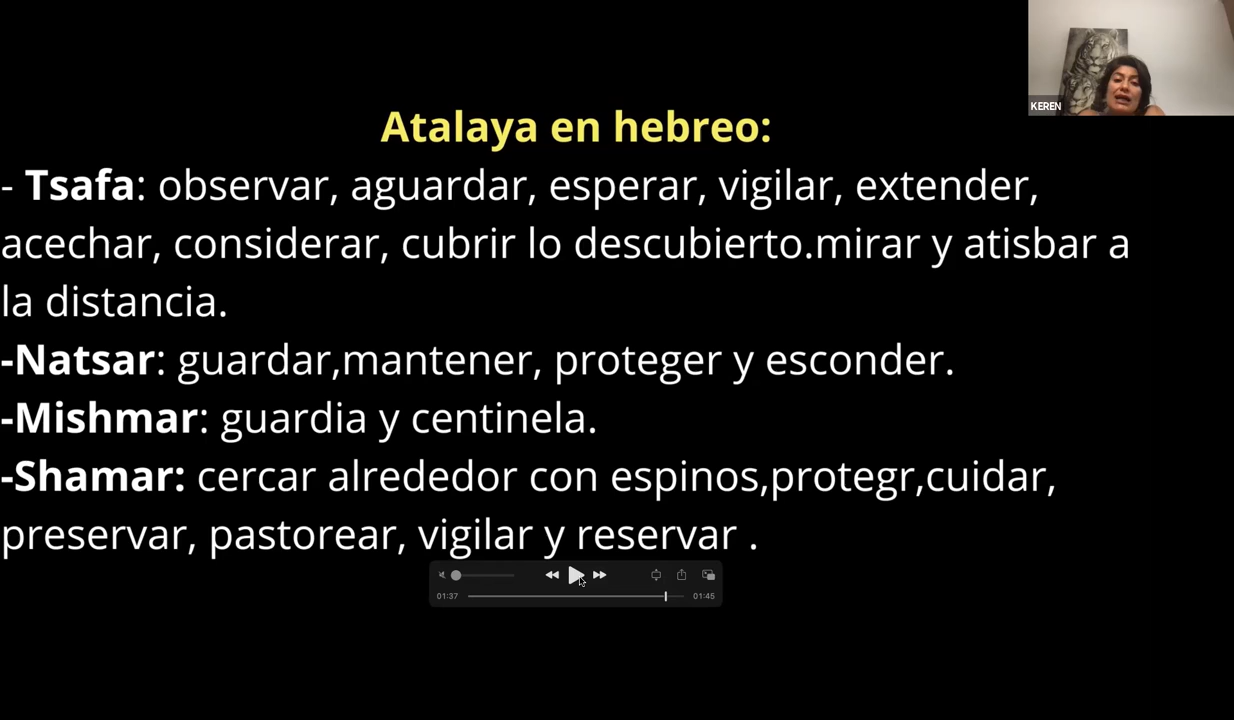 KEREN
Atalaya en hebreo:
- Tsafa: observar, aguardar, esperar, vigilar, extender,
acechar, considerar, cubrir lo descubierto.mirar y atisbar a
la distancia.
-Natsar: guardar,mantener, proteger y esconder.
-Mishmar: guardia y centinela.
-Shamar: cercar alrededor con espinos,protegr,cuidar,
preservar, pastorear, vigilar y reservar .
01:37
01:45